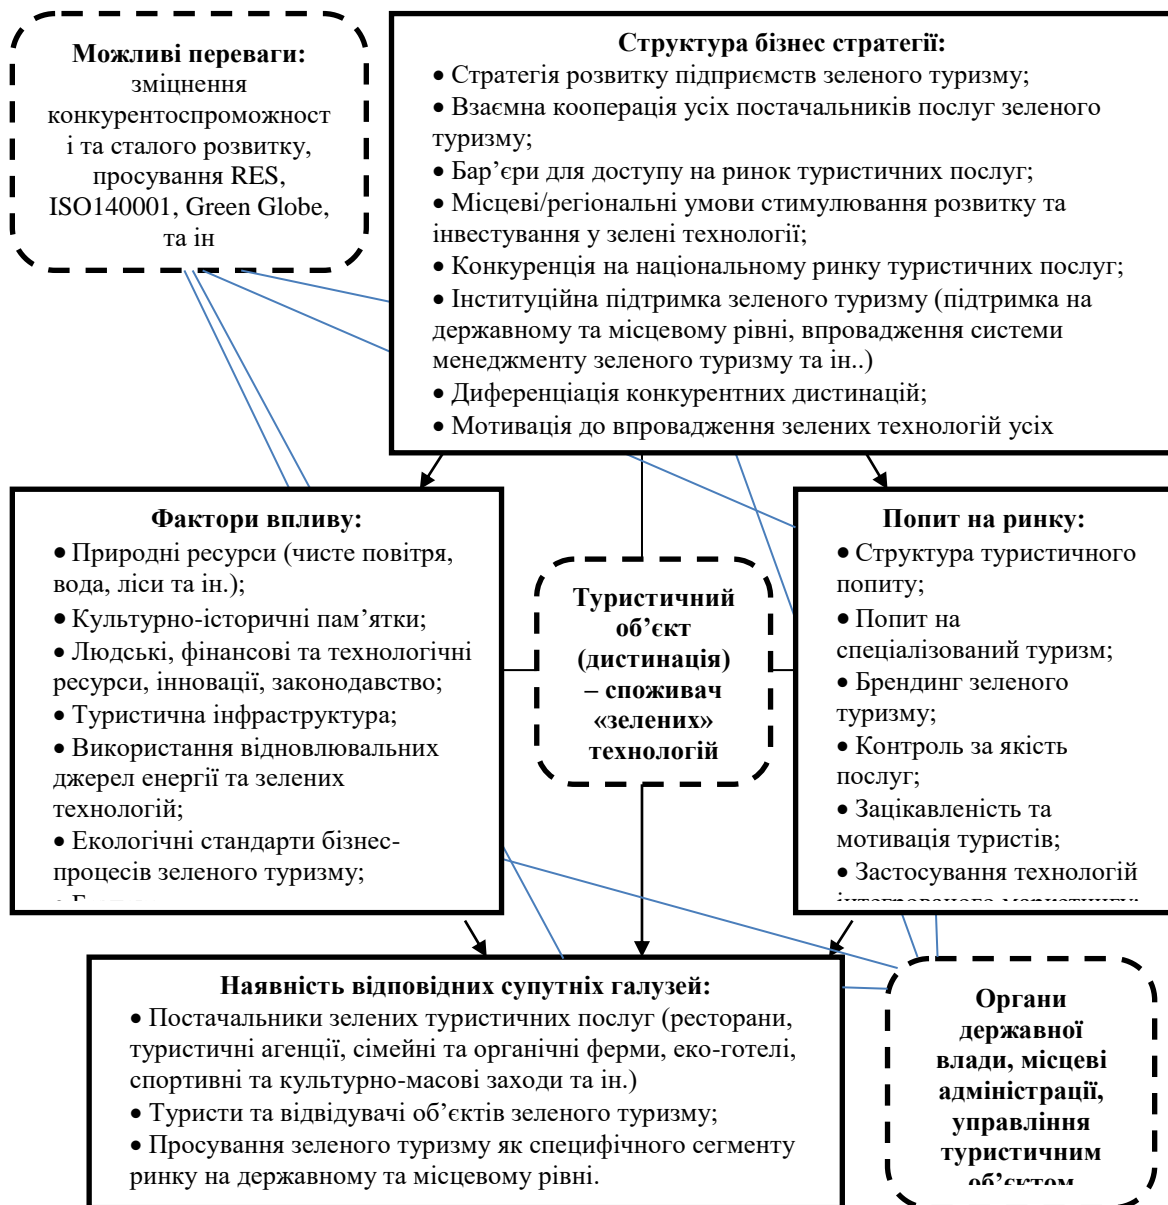 Можливі переваги:
зміцнення
конкурентоспроможност
і та сталого розвитку,
просування RES,
ISO140001, Green Globe,
та ін
Структура бізнес стратегії:
• Стратегія розвитку підприємств зеленого туризму;
• Взаємна кооперація усіх постачальників послуг зеленого
туризму;
• Бар’єри для доступу на ринок туристичних послуг;
• Місцеві/регіональні умови стимулювання розвитку та
інвестування у зелені технології;
• Конкуренція на національному ринку туристичних послуг;
• Інституційна підтримка зеленого туризму (підтримка на
державному та місцевому рівні, впровадження системи
менеджменту зеленого туризму та ін..)
• Диференціація конкурентних дистинацій;
• Мотивація до впровадження зелених технологій усіх
Фактори впливу:
• Природні ресурси (чисте повітря,
вода, ліси та ін.);
• Культурно-історичні пам’ятки;
• Людські, фінансові та технологічні
ресурси, інновації, законодавство;
• Туристична інфраструктура;
• Використання відновлювальних
джерел енергії та зелених
технологій;
• Екологічні стандарти бізнес-
процесів зеленого туризму;
Туристичний
об’єкт
(дистинація)
– споживач
«зелених»
технологій
Попит на ринку:
• Структура туристичного
попиту;
• Попит на
спеціалізований туризм;
• Брендинг зеленого
туризму;
• Контроль за якість
послуг;
• Зацікавленість та
мотивація туристів;
• Застосування технологій
інтегрованого маркетингу;
Наявність відповідних супутніх галузей:
• Постачальники зелених туристичних послуг (ресторани,
туристичні агенції, сімейні та органічні ферми, еко-готелі,
спортивні та культурно-масові заходи та ін.)
• Туристи та відвідувачі об’єктів зеленого туризму;
• Просування зеленого туризму як специфічного сегменту
ринку на державному та місцевому рівні.
Органи
державної
влади, місцеві
адміністрації,
управління
туристичним
об’єктом